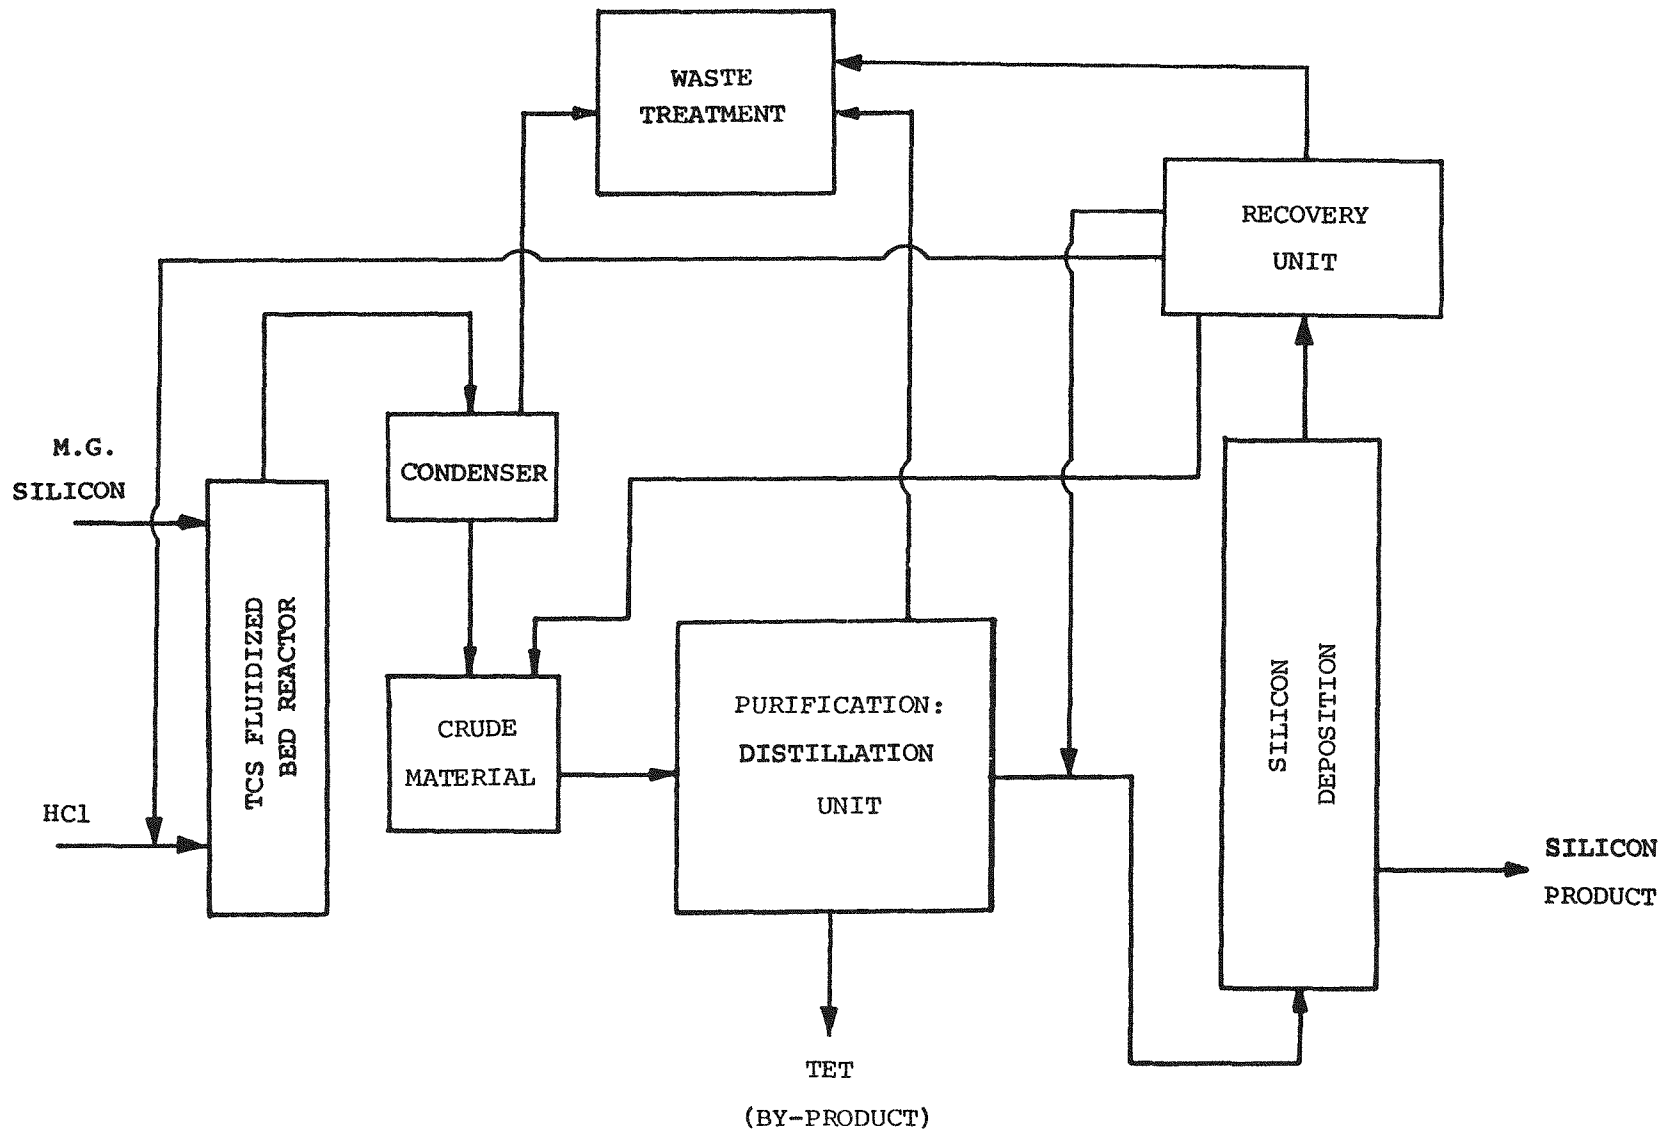 WASTE
TREATMENT
RECOVERY
UNIT
M.G.
SILICON
CONDENSER
TCS FLUIDIZED
BED REACTOR
HCl
CRUDE
MATERIAL
PURIFICATION:
DISTILLATION
UNIT
SILICON
DEPOSITION
SILICON
PRODUCT
TET
(BY-PRODUCT)